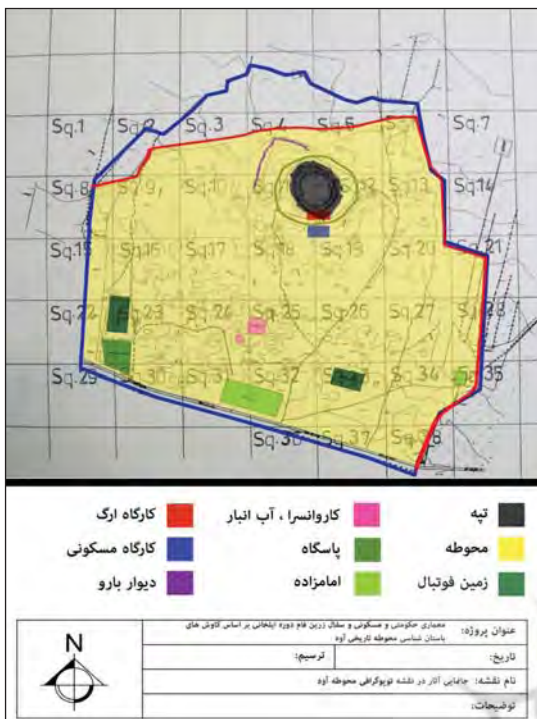 Sq.1 Sq.2 Sq.3 Sq.4 Sq.5 Sq.7
Sq.8 Sq.9 Sq.10 Sq.12 Sq.13 Sq.14
Sq.15 Sq.16 Sq.17 Sq.18 Sq.19 Sq.20 Sq.21
Sq.22 Sq.23 Sq.24 Sq.25 Sq.26 Sq.27 Sq.28
Sq.29 Sq.30 Sq.31 Sq.32 Sq.34 Sq.35
Sq.36 Sq.37 Sq.38
تپه
کاروانسرا ، آب انبار
کارگاه ارگ
محوطه
پاسگاه
کارگاه مسکونی
زمین فوتبال
امامزاده
دیوار بارو
N
عنوان پروژه: معماری حکومتی و مسکونی و سفال زرین فام دوره ایلخانی بر اساس کاوش های
باستان شناسی محوطه تاریخی آوه
تاریخ: ترسیم:
نام نقشه: جانمایی آثار در نقشه توپوگرافی محوطه آوه
توضیحات: